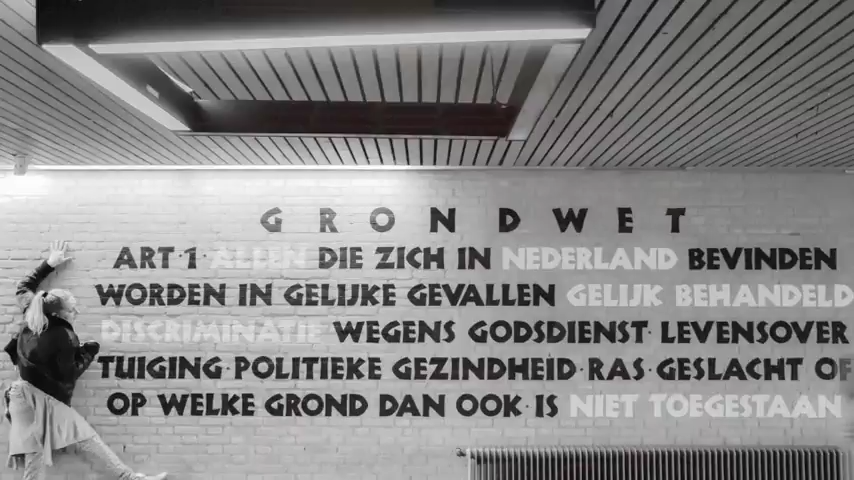 GRONDWET
ART·1· ALLEN DIE ZICH IN NEDERLAND BEVINDEN
WORDEN IN GELIJKE GEVALLEN GELIJK BEHANDELD
DISCRIMINATIE WEGENS GODSDIENST· LEVENSOVER
TUIGING·POLITIEKE GEZINDHEID·RAS·GESLACHT OF
OP WELKE GROND DAN OOK·IS NIET TOEGESTAAN